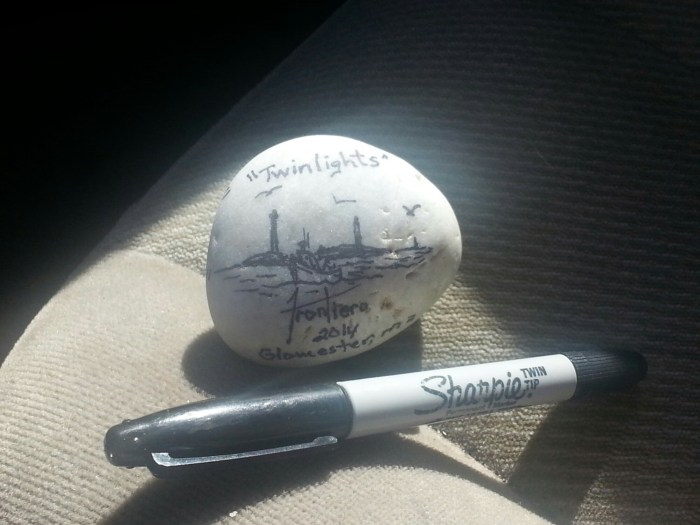 "Twinlights"
Frontiero
2014
Gloucester, ma
Sharpie
TWIN
TIP